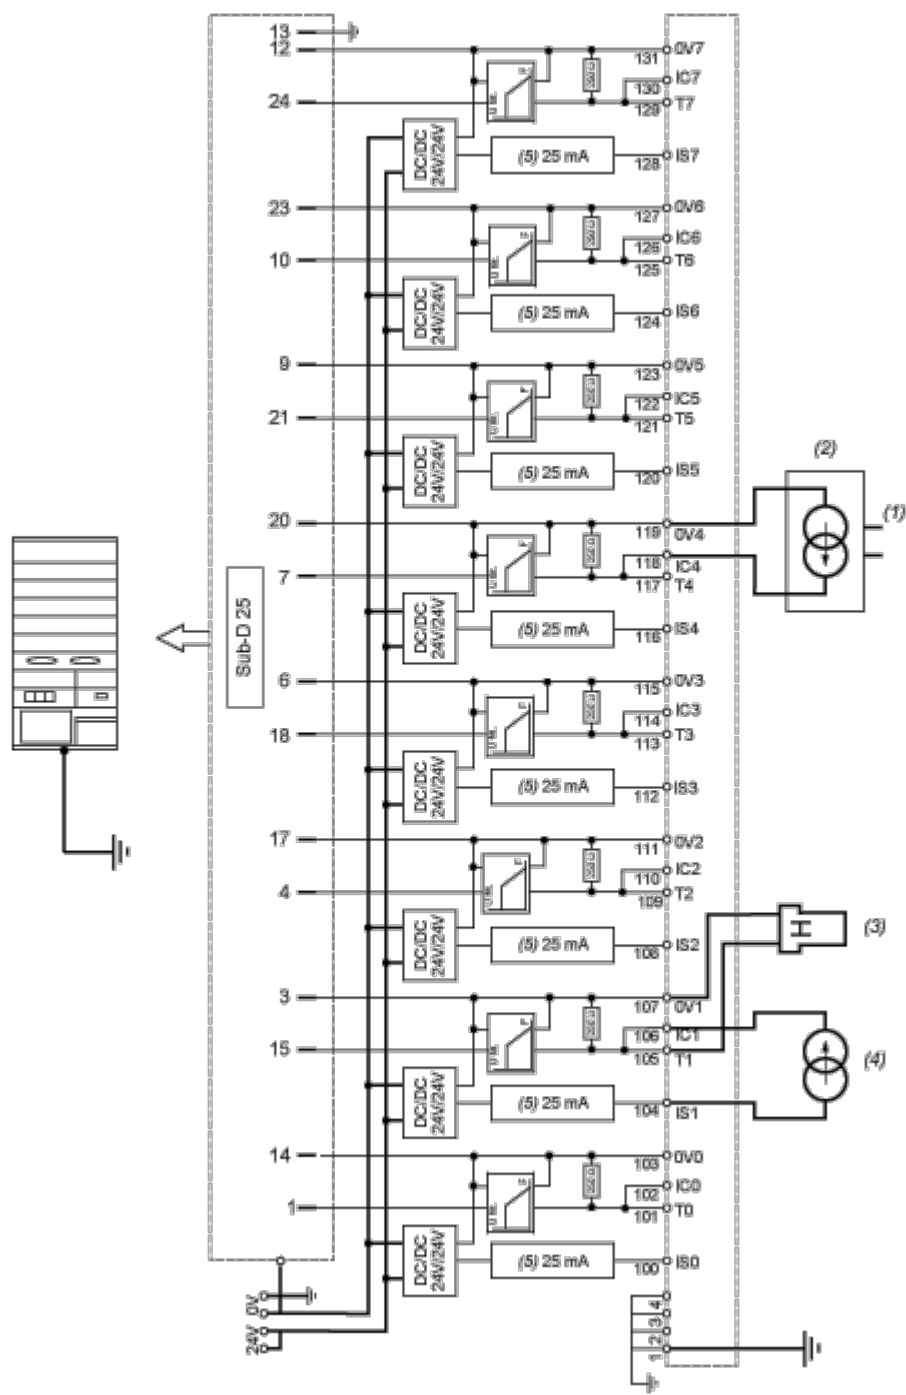 13
12
131
0V7
130
IC7
24
129
T7
DC/DC
24V/24V
(5) 25 mA
128
IS7
23
127
0V6
126
IC6
10
125
T6
DC/DC
24V/24V
(5) 25 mA
124
IS6
9
123
0V5
122
IC5
21
121
T5
DC/DC
24V/24V
(5) 25 mA
120
IS5
(2)
(1)
20
119
0V4
118
IC4
7
117
T4
DC/DC
24V/24V
(5) 25 mA
116
IS4
Sub-D 25
6
115
0V3
114
IC3
18
113
T3
DC/DC
24V/24V
(5) 25 mA
112
IS3
17
111
0V2
110
IC2
4
109
T2
DC/DC
24V/24V
(5) 25 mA
108
IS2
(3)
3
107
0V1
106
IC1
15
105
T1
(4)
DC/DC
24V/24V
(5) 25 mA
104
IS1
14
103
0V0
102
IC0
1
101
T0
DC/DC
24V/24V
(5) 25 mA
100
IS0
0V
24V
4
3
2
1